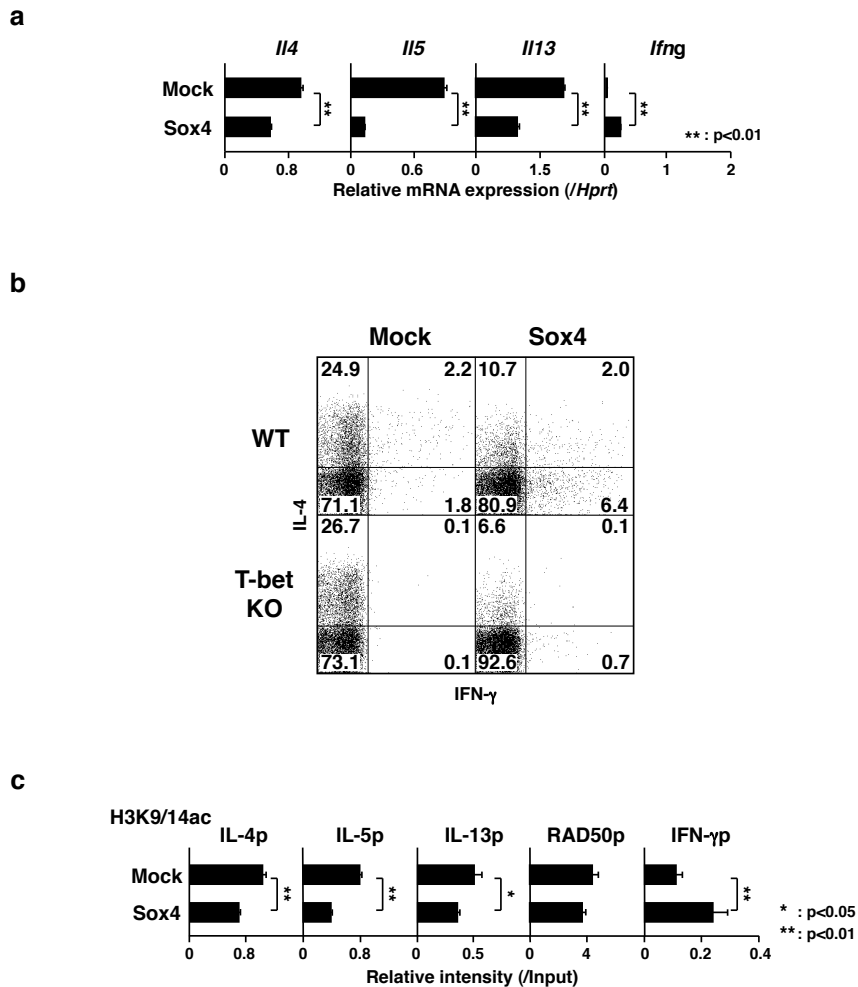 a
Il4 Il5 Il13 Ifng
Mock
** ** ** **
Sox4
** : p<0.01
0 0.8 0 0.6 0 1.5 0 1 2
Relative mRNA expression (/Hprt)
b
Mock Sox4
24.9 2.2 10.7 2.0
WT
IL-4
71.1 1.8 80.9 6.4
26.7 0.1 6.6 0.1
T-bet
KO
73.1 0.1 92.6 0.7
IFN-γ
c
H3K9/14ac
IL-4p IL-5p IL-13p RAD50p IFN-γp
Mock
** ** * **
Sox4
* : p<0.05
** : p<0.01
0 0.8 0 0.8 0 0.5 0 4 0 0.2 0.4
Relative intensity (/Input)